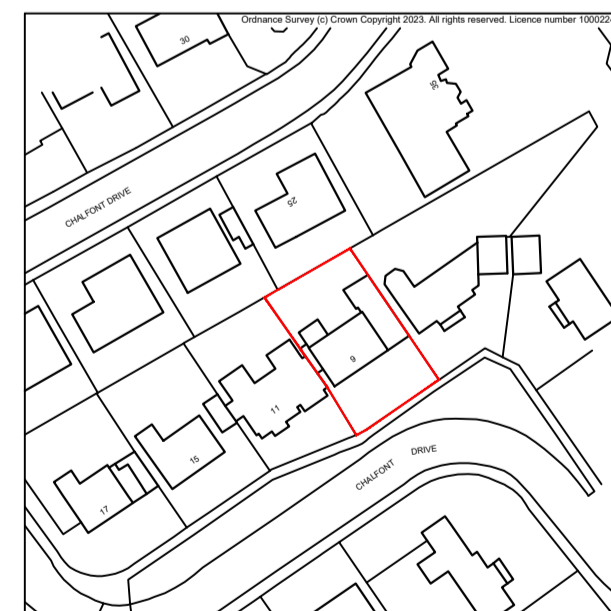 Ordnance Survey (c) Crown Copyright 2023. All rights reserved. Licence number 100022
30
CHALFONT DRIVE
25
9
11
15
17
CHALFONT DRIVE